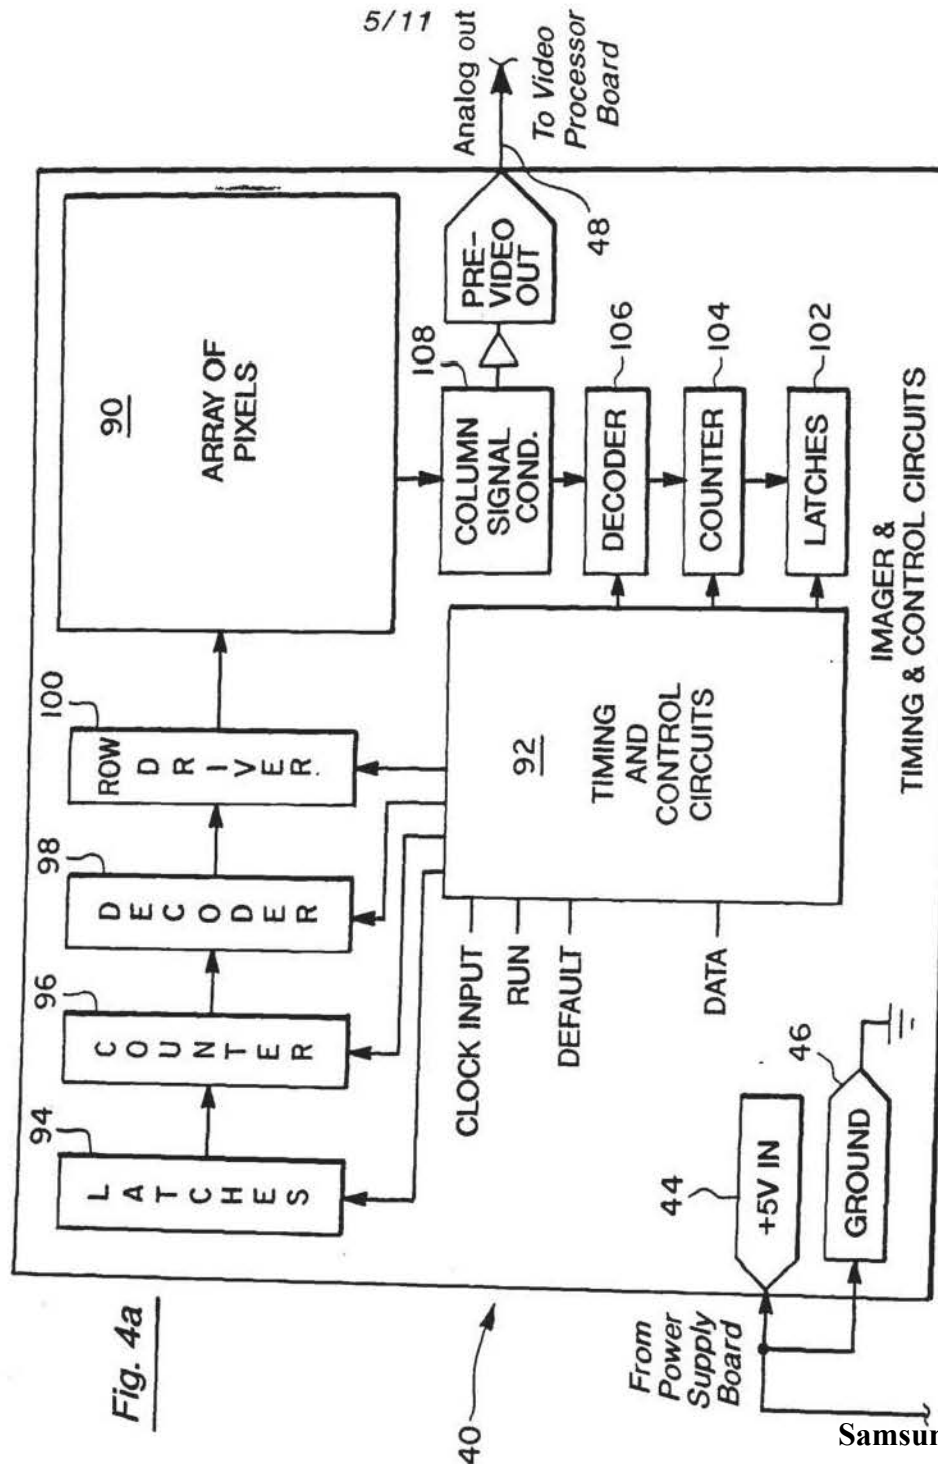 5/11
Analog out
To Video
Processor
Board
48
PRE-
VIDEO
OUT
90
ARRAY OF
PIXELS
108
COLUMN
SIGNAL
COND.
106
DECODER
104
COUNTER
102
LATCHES
100
ROW
DRIVER
98
DECODER
96
COUNTER
94
LATCHES
92
TIMING
AND
CONTROL
CIRCUITS
CLOCK INPUT
RUN
DEFAULT
DATA
IMAGER &
TIMING & CONTROL CIRCUITS
44
+5V IN
46
GROUND
From
Power
Supply
Board
40
Fig. 4a